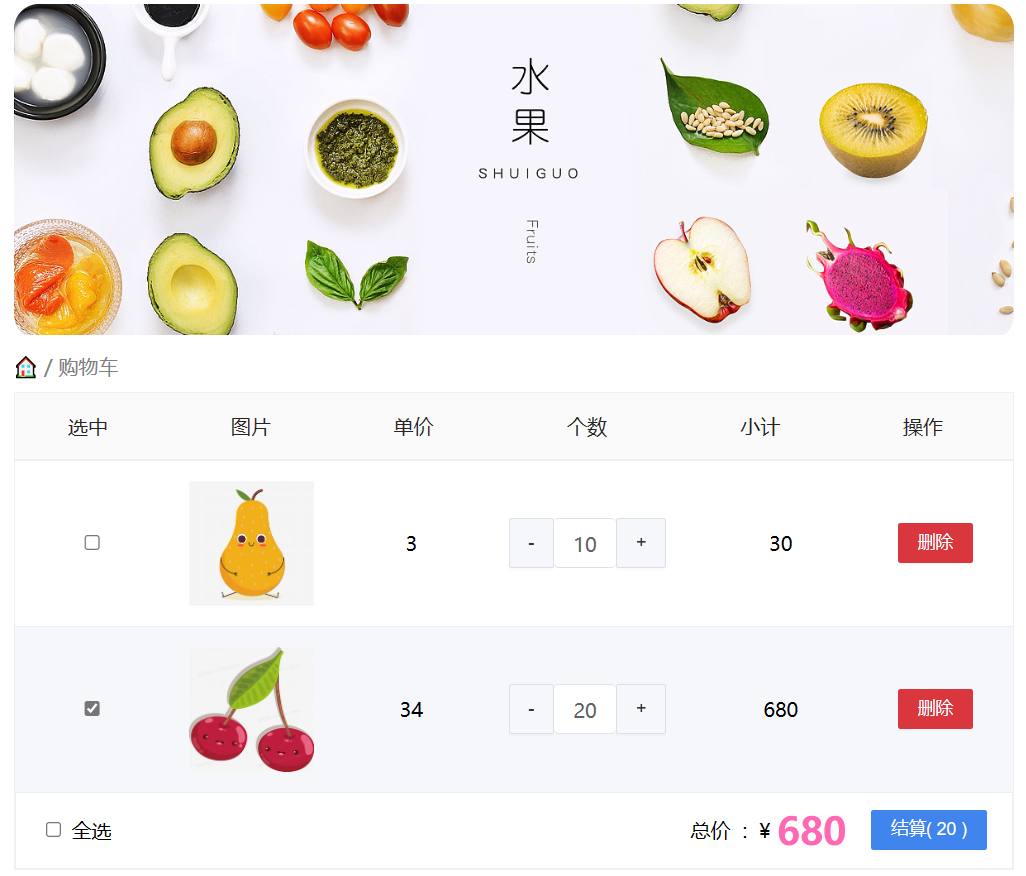 水
果
SHUIGUO
Fruits
/ 购物车
选中 图片 单价 个数 小计 操作
3 - 10 + 30 删除
34 - 20 + 680 删除
全选 总价 : ¥ 680 结算( 20 )